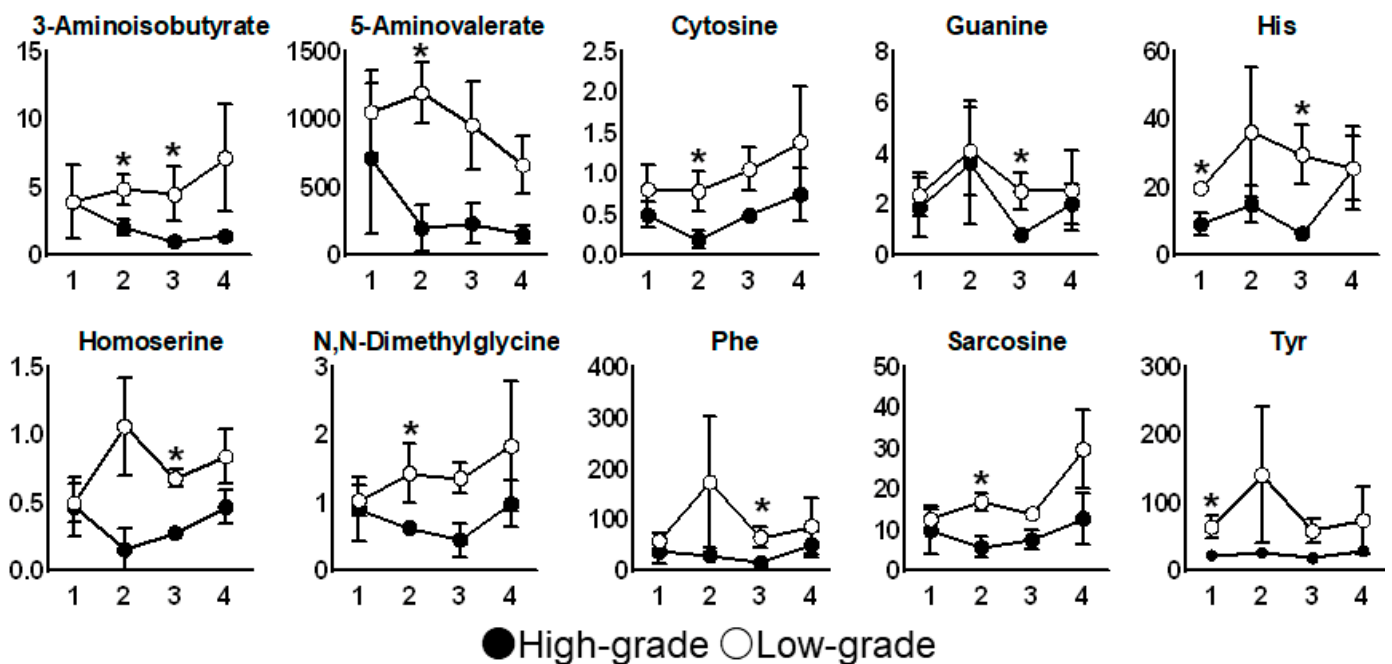 3-Aminoisobutyrate 5-Aminovalerate Cytosine Guanine His
15 1500 2.5 8 60
10 1000 2.0 6 40
5 500 1.5 4 20
0 0 1.0 2 0
0.5 0
0.0
* * * * * * *
1 2 3 4 1 2 3 4 1 2 3 4 1 2 3 4 1 2 3 4
Homoserine N,N-Dimethylglycine Phe Sarcosine Tyr
1.5 3 400 50 300
1.0 2 300 40 200
0.5 1 200 30 100
0.0 0 100 20 0
0 10
0
* * * * *
1 2 3 4 1 2 3 4 1 2 3 4 1 2 3 4 1 2 3 4
High-grade Low-grade